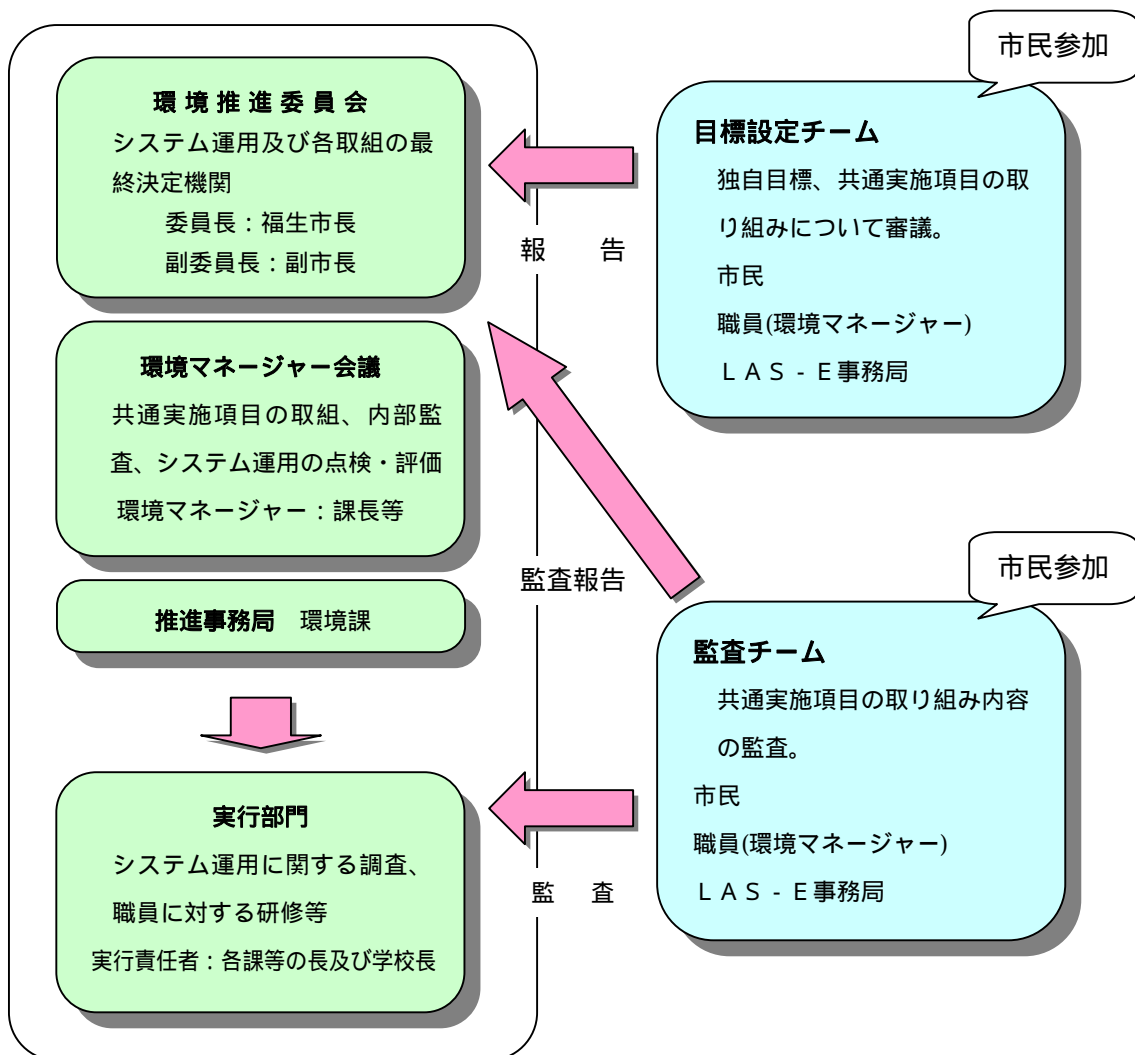 環境推進委員会
システム運用及び各取組の最
終決定機関
委員長：福生市長
副委員長：副市長
環境マネージャー会議
共通実施項目の取組、内部監
査、システム運用の点検・評価
環境マネージャー：課長等
推進事務局　環境課
実行部門
システム運用に関する調査、
職員に対する研修等
実行責任者：各課等の長及び学校長
報　告
監査報告
監　査
市民参加
目標設定チーム
独自目標、共通実施項目の取
り組みについて審議。
市民
職員(環境マネージャー)
ＬＡＳ‐Ｅ事務局
市民参加
監査チーム
共通実施項目の取り組み内容
の監査。
市民
職員(環境マネージャー)
ＬＡＳ‐Ｅ事務局